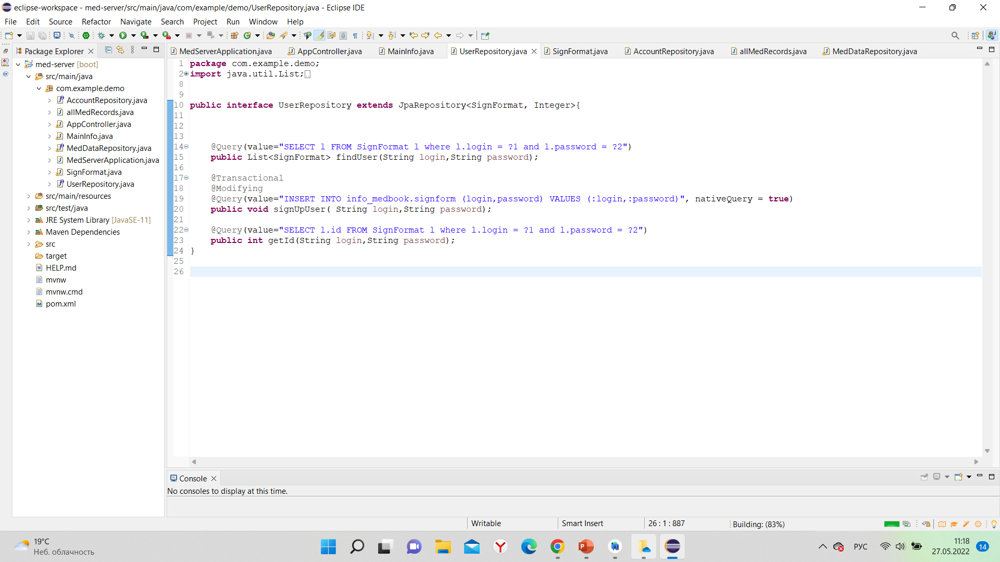 eclipse-workspace - med-server/src/main/java/com/example/demo/UserRepository.java - Eclipse IDE
File Edit Source Refactor Navigate Search Project Run Window Help
Package Explorer
MedServerApplication.java AppController.java MainInfo.java UserRepository.java SignFormat.java AccountRepository.java allMedRecords.java MedDataRepository.java
med-server [boot]
src/main/java
com.example.demo
AccountRepository.java
allMedRecords.java
AppController.java
MainInfo.java
MedDataRepository.java
MedServerApplication.java
SignFormat.java
UserRepository.java
src/main/resources
src/test/java
JRE System Library [JavaSE-11]
Maven Dependencies
src
target
HELP.md
mvnw
mvnw.cmd
pom.xml
1 package com.example.demo;
2 import java.util.List;
8
9
10 public interface UserRepository extends JpaRepository<SignFormat, Integer>{
11
12
13
14 @Query(value="SELECT l FROM SignFormat l where l.login = ?1 and l.password = ?2")
15 public List<SignFormat> findUser(String login,String password);
16
17 @Transactional
18 @Modifying
19 @Query(value="INSERT INTO info_medbook.signform (login,password) VALUES (:login,:password)", nativeQuery = true)
20 public void signUpUser( String login,String password);
21
22 @Query(value="SELECT l.id FROM SignFormat l where l.login = ?1 and l.password = ?2")
23 public int getId(String login,String password);
24 }
25
26
Console
No consoles to display at this time.
Writable Smart Insert 26 : 1 : 887 Building: (83%)
19°C
Неб. облачность
РУС
11:18
27.05.2022
14